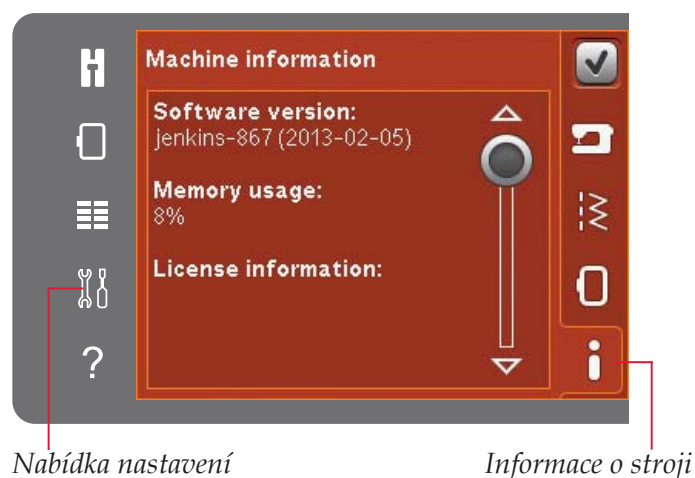 Machine information
Software version:
jenkins-867 (2013-02-05)
Memory usage:
8%
License information:
?
Nabídka nastavení
Informace o stroji